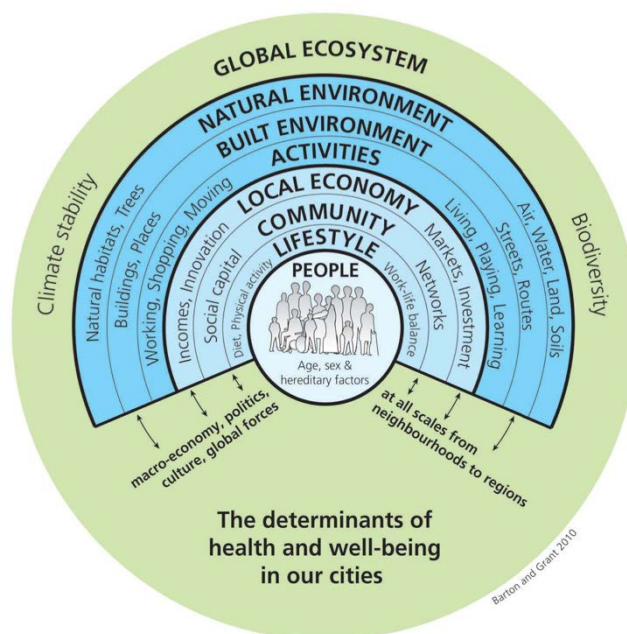 GLOBAL ECOSYSTEM
Climate stability
Biodiversity
NATURAL ENVIRONMENT
Natural habitats, Trees
Air, Water, Land, Soils
BUILT ENVIRONMENT
Buildings, Places
Streets, Routes
ACTIVITIES
Working, Shopping, Moving
Living, Playing, Learning
LOCAL ECONOMY
Incomes, Innovation
Markets, Investment
COMMUNITY
Social capital
Networks
LIFESTYLE
Diet, Physical activity
Work-life balance
PEOPLE
Age, sex &
hereditary factors
macro-economy, politics,
culture, global forces
at all scales from
neighbourhoods to regions
The determinants of
health and well-being
in our cities
Barton and Grant 2010